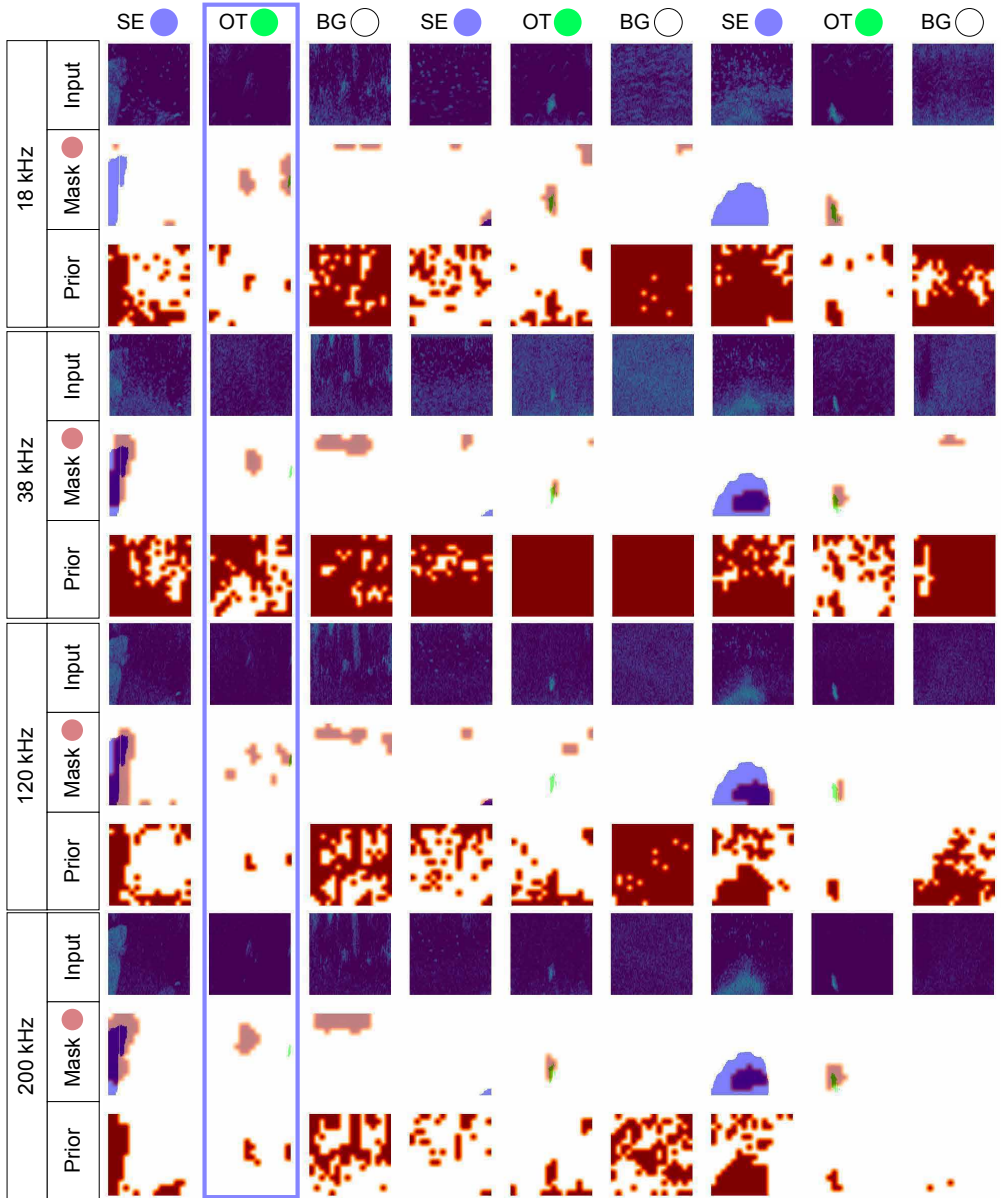 SE OT BG SE OT BG SE OT BG
18 kHz
Input
Mask
Prior
38 kHz
Input
Mask
Prior
120 kHz
Input
Mask
Prior
200 kHz
Input
Mask
Prior